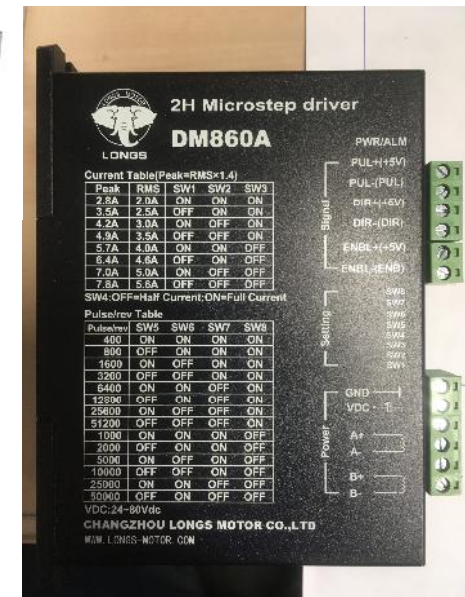 LONGS MOTOR
LONGS
2H Microstep driver
DM860A
Current Table(Peak=RMS×1.4)
Peak RMS SW1 SW2 SW3
2.8A 2.0A ON ON ON
3.5A 2.5A OFF ON ON
4.2A 3.0A ON OFF ON
4.9A 3.5A OFF OFF ON
5.7A 4.0A ON ON OFF
6.4A 4.6A OFF ON OFF
7.0A 5.0A ON OFF OFF
7.8A 5.6A OFF OFF OFF
SW4:OFF=Half Current;ON=Full Current
Pulse/rev Table
Pulse/rev SW5 SW6 SW7 SW8
400 ON ON ON ON
800 OFF ON ON ON
1600 ON OFF ON ON
3200 OFF OFF ON ON
6400 ON ON OFF ON
12800 OFF ON OFF ON
25600 ON OFF OFF ON
51200 OFF OFF OFF ON
1000 ON ON ON OFF
2000 OFF ON ON OFF
5000 ON OFF ON OFF
10000 OFF OFF ON OFF
25000 ON ON OFF OFF
50000 OFF ON OFF OFF
VDC:24~80Vdc
CHANGZHOU LONGS MOTOR CO.,LTD
WWW.LONGS-MOTOR.COM
PWR/ALM
Signal
PUL+(+5V)
PUL-(PUL)
DIR+(+5V)
DIR-(DIR)
ENBL+(+5V)
ENBL-(ENB)
Setting
SW8
SW7
SW6
SW5
SW4
SW3
SW2
SW1
Power
GND
VDC
A+
A-
B+
B-